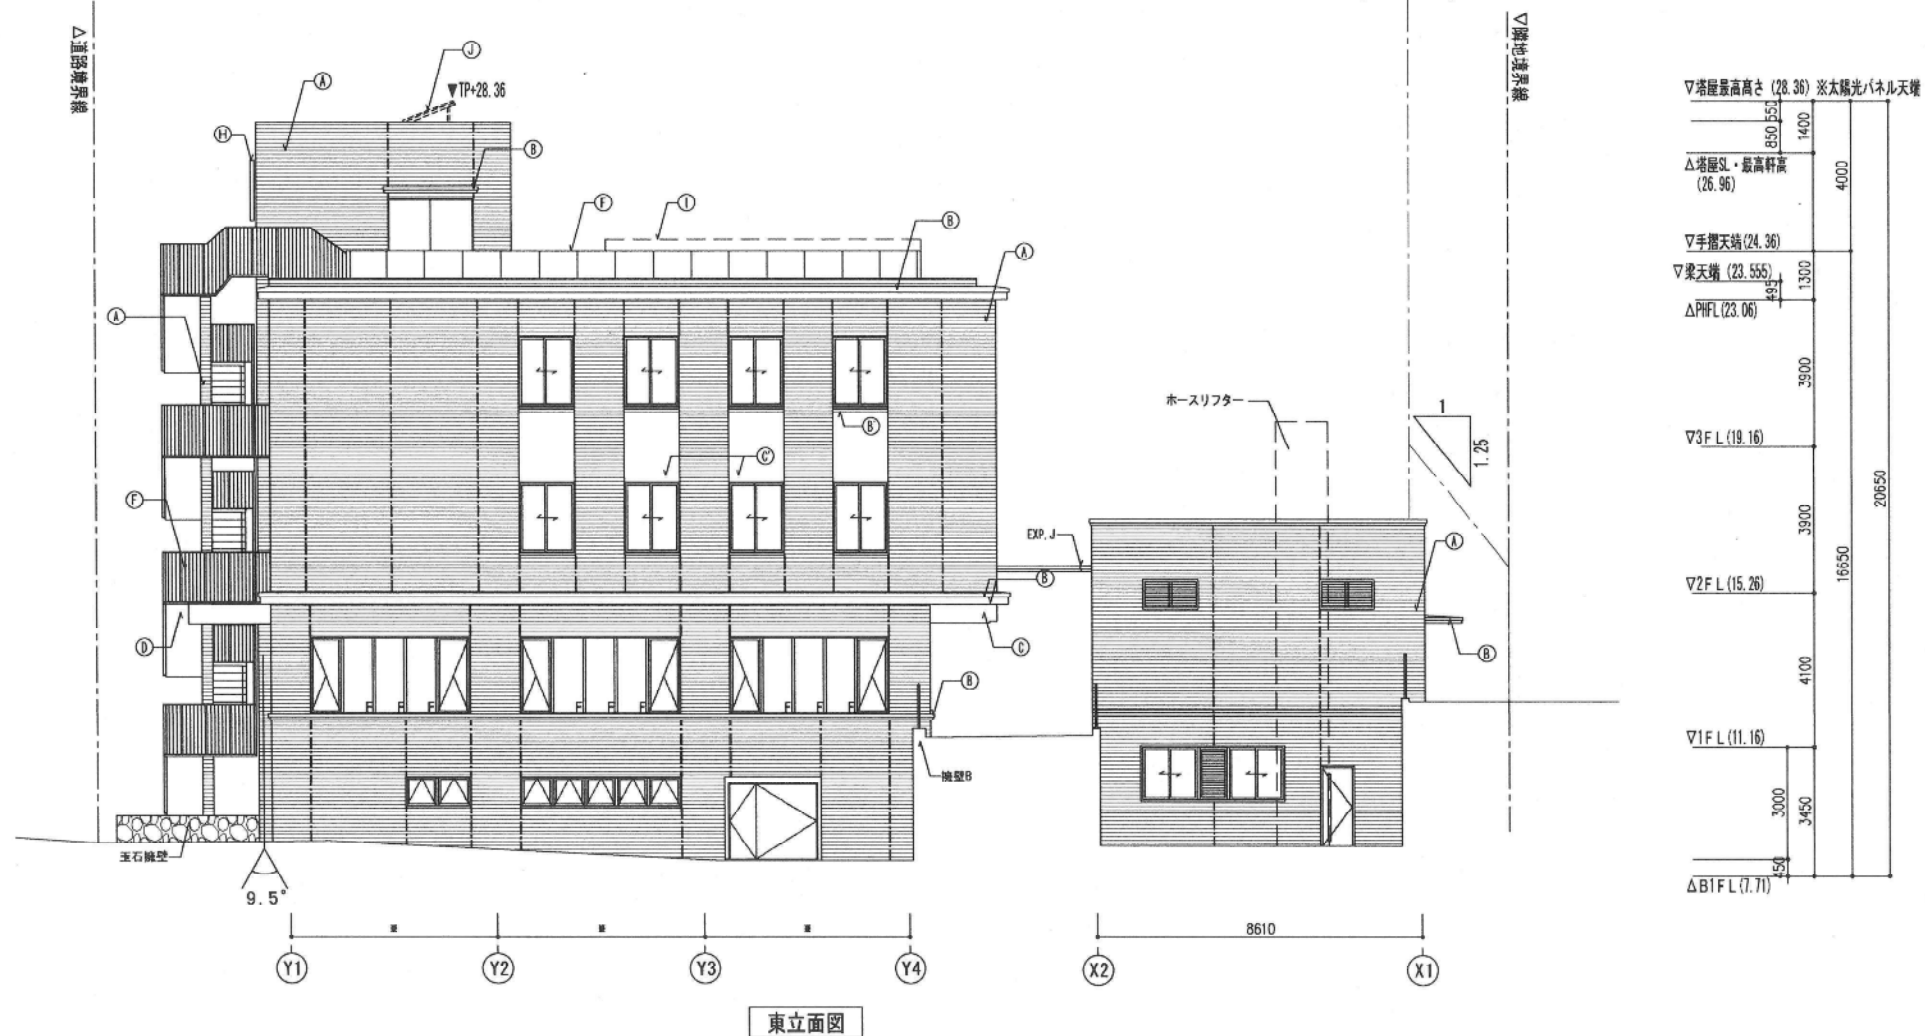 △道路境界線
▽隣地境界線
J
A
▼TP+28.36
H
B
F
I
B
A
A
B'
C'
F
ホースリフター
1
1.25
EXP.J
A
B
D
C
B
B
擁壁B
玉石擁壁
9.5°
8610
Y1
Y2
Y3
Y4
X2
X1
東立面図
▽塔屋最高高さ (28.36) ※太陽光パネル天端
550
850
1400
△塔屋SL・最高軒高
(26.96)
4000
▽手摺天端(24.36)
▽梁天端 (23.555)
1300
495
△PHFL(23.06)
3900
▽3FL(19.16)
3900
20650
16650
▽2FL(15.26)
4100
▽1FL(11.16)
3000
3450
450
△B1FL(7.71)